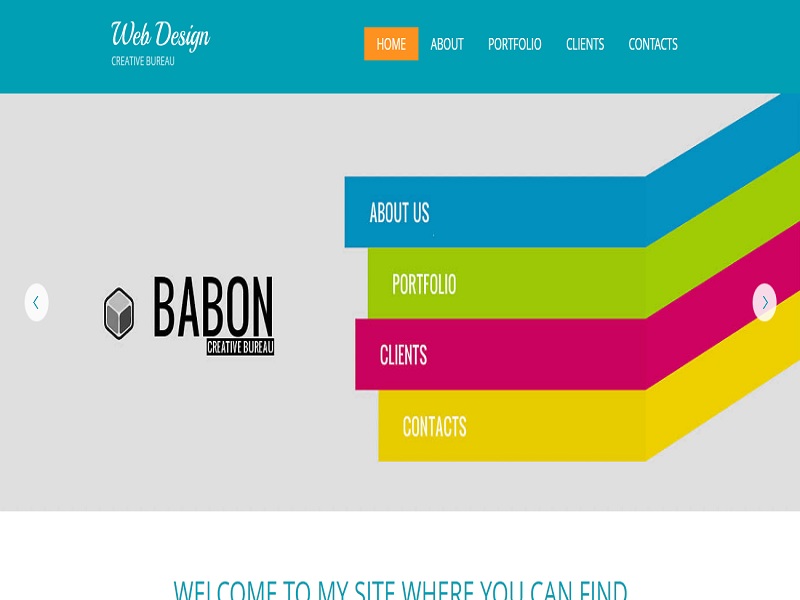 Web Design
CREATIVE BUREAU
HOME ABOUT PORTFOLIO CLIENTS CONTACTS
ABOUT US
PORTFOLIO
CLIENTS
CONTACTS
BABON
CREATIVE BUREAU
WELCOME TO MY SITE WHERE YOU CAN FIND